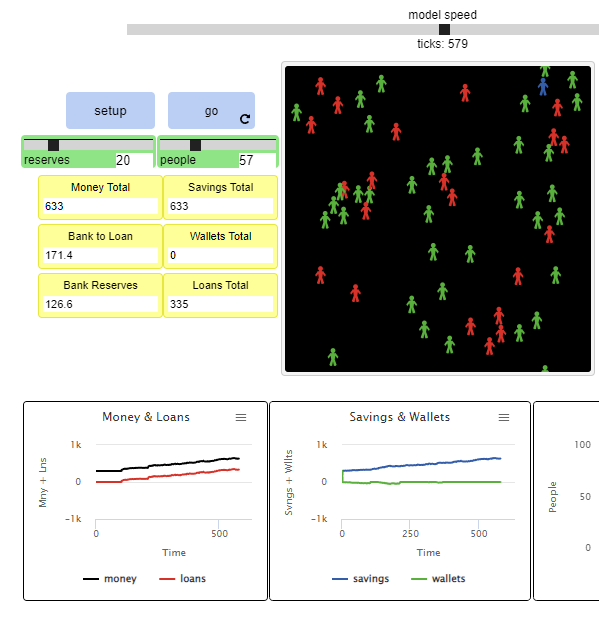 model speed
ticks: 579
setup
go
reserves 20
people 57
Money Total
633
Savings Total
633
Bank to Loan
171.4
Wallets Total
0
Bank Reserves
126.6
Loans Total
335
Money & Loans
Mny + Lns
1k
0
−1k
0
500
Time
money
loans
Savings & Wallets
Svngs + Wllts
1k
0
−1k
0
250
500
Time
savings
wallets
People
100
50
0